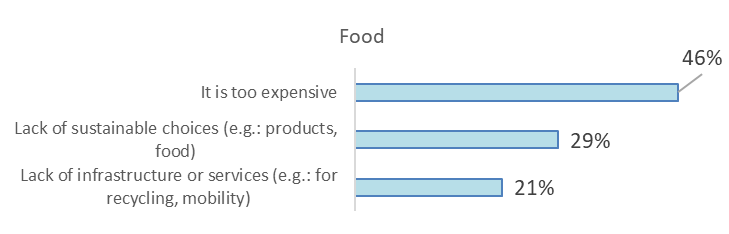 Food
46%
It is too expensive
Lack of sustainable choices (e.g.: products,
food)
29%
Lack of infrastructure or services (e.g.: for
recycling, mobility)
21%